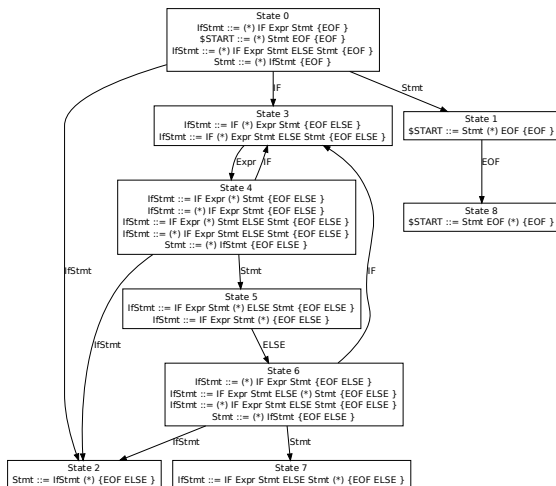 State 0
IfStmt ::= (*) IF Expr Stmt {EOF }
$START ::= (*) Stmt EOF {EOF }
IfStmt ::= (*) IF Expr Stmt ELSE Stmt {EOF }
Stmt ::= (*) IfStmt {EOF }
IF
Stmt
State 3
IfStmt ::= IF (*) Expr Stmt {EOF ELSE }
IfStmt ::= IF (*) Expr Stmt ELSE Stmt {EOF ELSE }
State 1
$START ::= Stmt (*) EOF {EOF }
Expr
IF
EOF
State 4
IfStmt ::= IF Expr (*) Stmt {EOF ELSE }
IfStmt ::= (*) IF Expr Stmt {EOF ELSE }
IfStmt ::= IF Expr (*) Stmt ELSE Stmt {EOF ELSE }
IfStmt ::= (*) IF Expr Stmt ELSE Stmt {EOF ELSE }
Stmt ::= (*) IfStmt {EOF ELSE }
State 8
$START ::= Stmt EOF (*) {EOF }
IfStmt
Stmt
IF
State 5
IfStmt ::= IF Expr Stmt (*) ELSE Stmt {EOF ELSE }
IfStmt ::= IF Expr Stmt (*) {EOF ELSE }
IfStmt
ELSE
State 6
IfStmt ::= (*) IF Expr Stmt {EOF ELSE }
IfStmt ::= IF Expr Stmt ELSE (*) Stmt {EOF ELSE }
IfStmt ::= (*) IF Expr Stmt ELSE Stmt {EOF ELSE }
Stmt ::= (*) IfStmt {EOF ELSE }
IfStmt
Stmt
State 2
Stmt ::= IfStmt (*) {EOF ELSE }
State 7
IfStmt ::= IF Expr Stmt ELSE Stmt (*) {EOF ELSE }